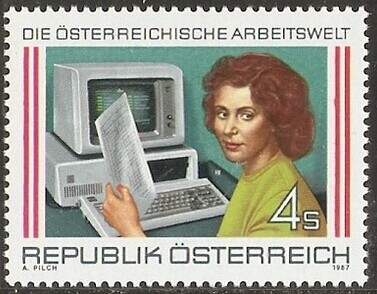 DIE ÖSTERREICHISCHE ARBEITSWELT
4s
REPUBLIK ÖSTERREICH
A. PILCH 1987